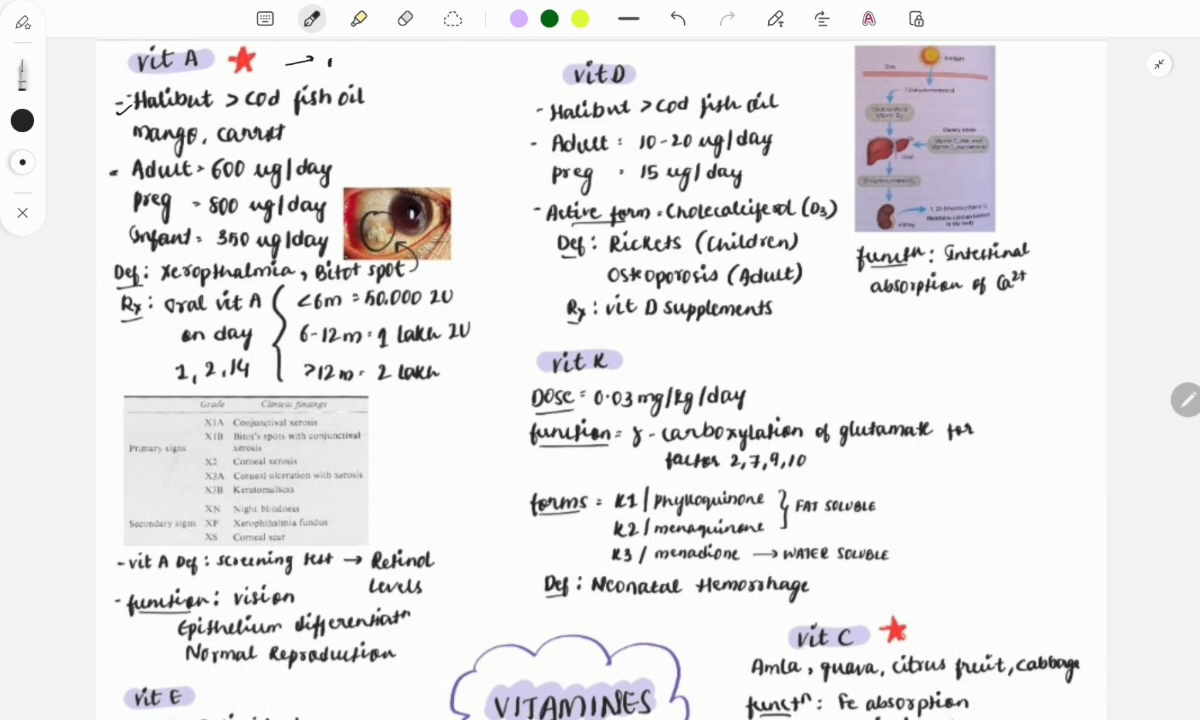 vit A → 1
- Halibut > cod fish oil
mango, carrot
- Adult - 600 ug/day
preg - 800 ug/day
Infant - 350 ug/day
Def : Xeropthalmia, Bitot spot
Rx : Oral vit A
on day
1, 2, 14
<6m = 50,000 IU
6-12m = 1 lakh IU
>12m = 2 lakh
Grade Clinical findings
Primary signs
X1A Conjunctival xerosis
X1B Bitot's spots with conjunctival
xerosis
X2 Corneal xerosis
X3A Corneal ulceration with xerosis
X3B Keratomalacia
Secondary signs
XN Night blindness
XF Xerophthalmia fundus
XS Corneal scar
- vit A Def : screening test → Retinol
levels
- function : vision
Epithelium differentiatn
Normal Reproduction
vit E
vit D
- Halibut > cod fish oil
- Adult : 10-20 ug/day
preg : 15 ug/day
- Active form = Cholecalciferol (D3)
Def : Rickets (children)
Osteoporosis (Adult)
Rx : vit D supplements
Sunlight
Skin
Liver
Kidney
functn : Intestinal
absorption of Ca2+
vit K
Dose = 0.03 mg/kg/day
function = γ - carboxylation of glutamate for
factor 2,7,9,10
forms = K1 / Phylloquinone
K2 / menaquinone
FAT SOLUBLE
K3 / menadione → WATER SOLUBLE
Def : Neonatal Hemorrhage
VITAMINES
vit C
Amla, guava, citrus fruit, cabbage
functn : Fe absorption